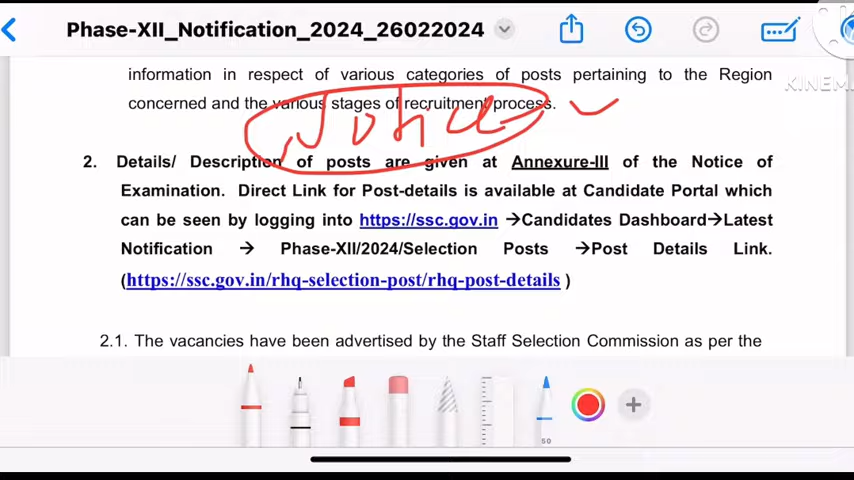 Phase-XII_Notification_2024_26022024
KINEM
information in respect of various categories of posts pertaining to the Region
concerned and the various stages of recruitment process.
Notice
2. Details/ Description of posts are given at Annexure-III of the Notice of
Examination. Direct Link for Post-details is available at Candidate Portal which
can be seen by logging into https://ssc.gov.in →Candidates Dashboard→Latest
Notification → Phase-XII/2024/Selection Posts →Post Details Link.
(https://ssc.gov.in/rhq-selection-post/rhq-post-details )
2.1. The vacancies have been advertised by the Staff Selection Commission as per the
50